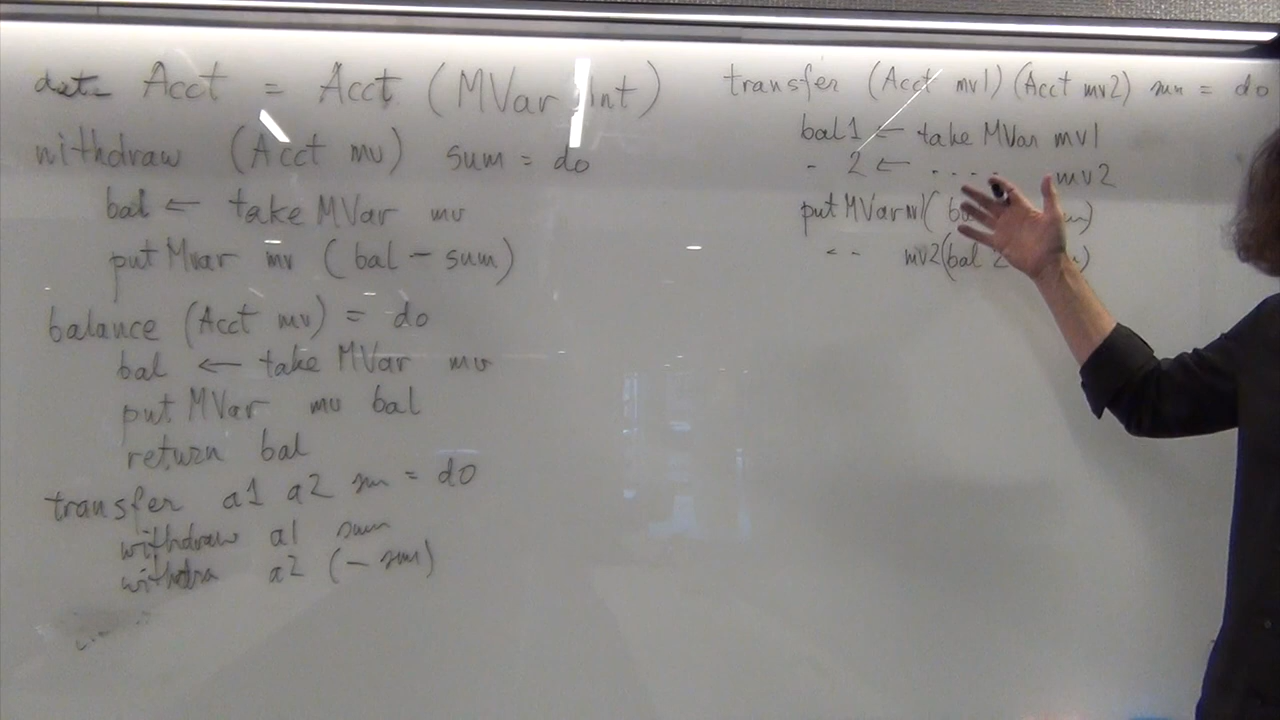 data Acct = Acct (MVar Int)
withdraw (Acct mv) sum = do
bal ← take MVar mv
put Mvar mv (bal - sum)
balance (Acct mv) = do
bal ← take MVar mv
put MVar mv bal
return bal
transfer a1 a2 sum = do
withdraw a1 sum
withdra a2 (- sum)
transfer (Acct mv1) (Acct mv2) sum = do
bal1 ← take MVar mv1
- 2 ← ..... mv2
put MVar mv1 (
-- mv2 (bal 2